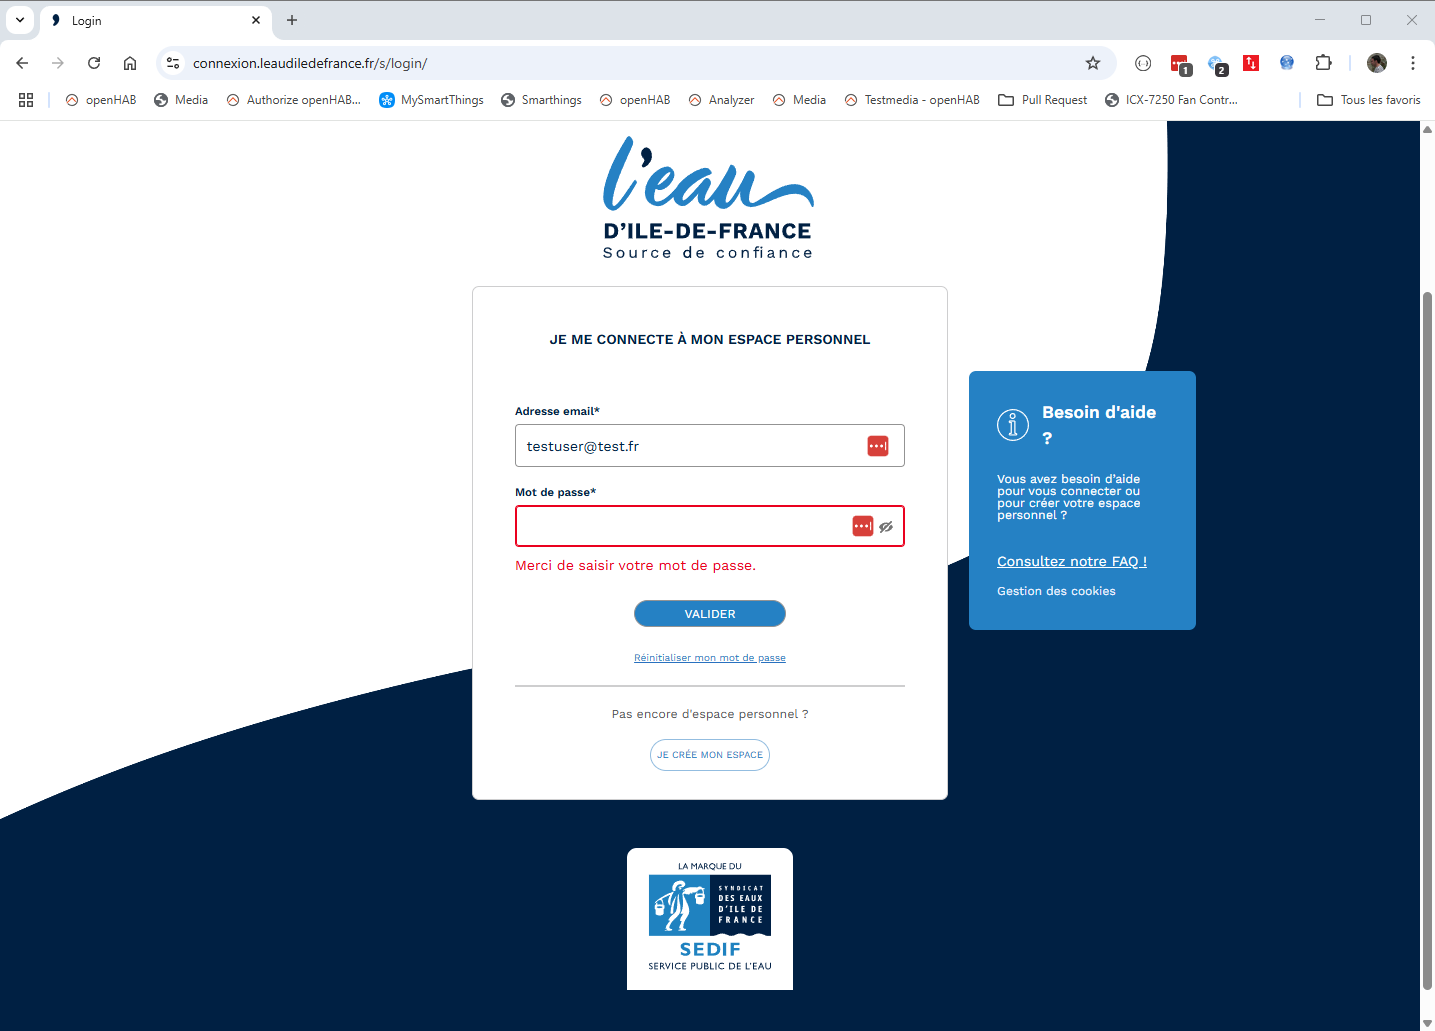 Login
connexion.leaudiledefrance.fr/s/login/
1
2
openHAB
Media
Authorize openHAB...
MySmartThings
Smarthings
openHAB
Analyzer
Media
Testmedia - openHAB
Pull Request
ICX-7250 Fan Contr...
Tous les favoris
l'eau
D'ILE-DE-FRANCE
Source de confiance
JE ME CONNECTE À MON ESPACE PERSONNEL
Adresse email*
testuser@test.fr
Mot de passe*
Merci de saisir votre mot de passe.
VALIDER
Réinitialiser mon mot de passe
Pas encore d'espace personnel ?
JE CRÉE MON ESPACE
Besoin d'aide
?
Vous avez besoin d'aide
pour vous connecter ou
pour créer votre espace
personnel ?
Consultez notre FAQ !
Gestion des cookies
LA MARQUE DU
SYNDICAT
DES EAUX
D'ILE DE
FRANCE
SEDIF
SERVICE PUBLIC DE L'EAU